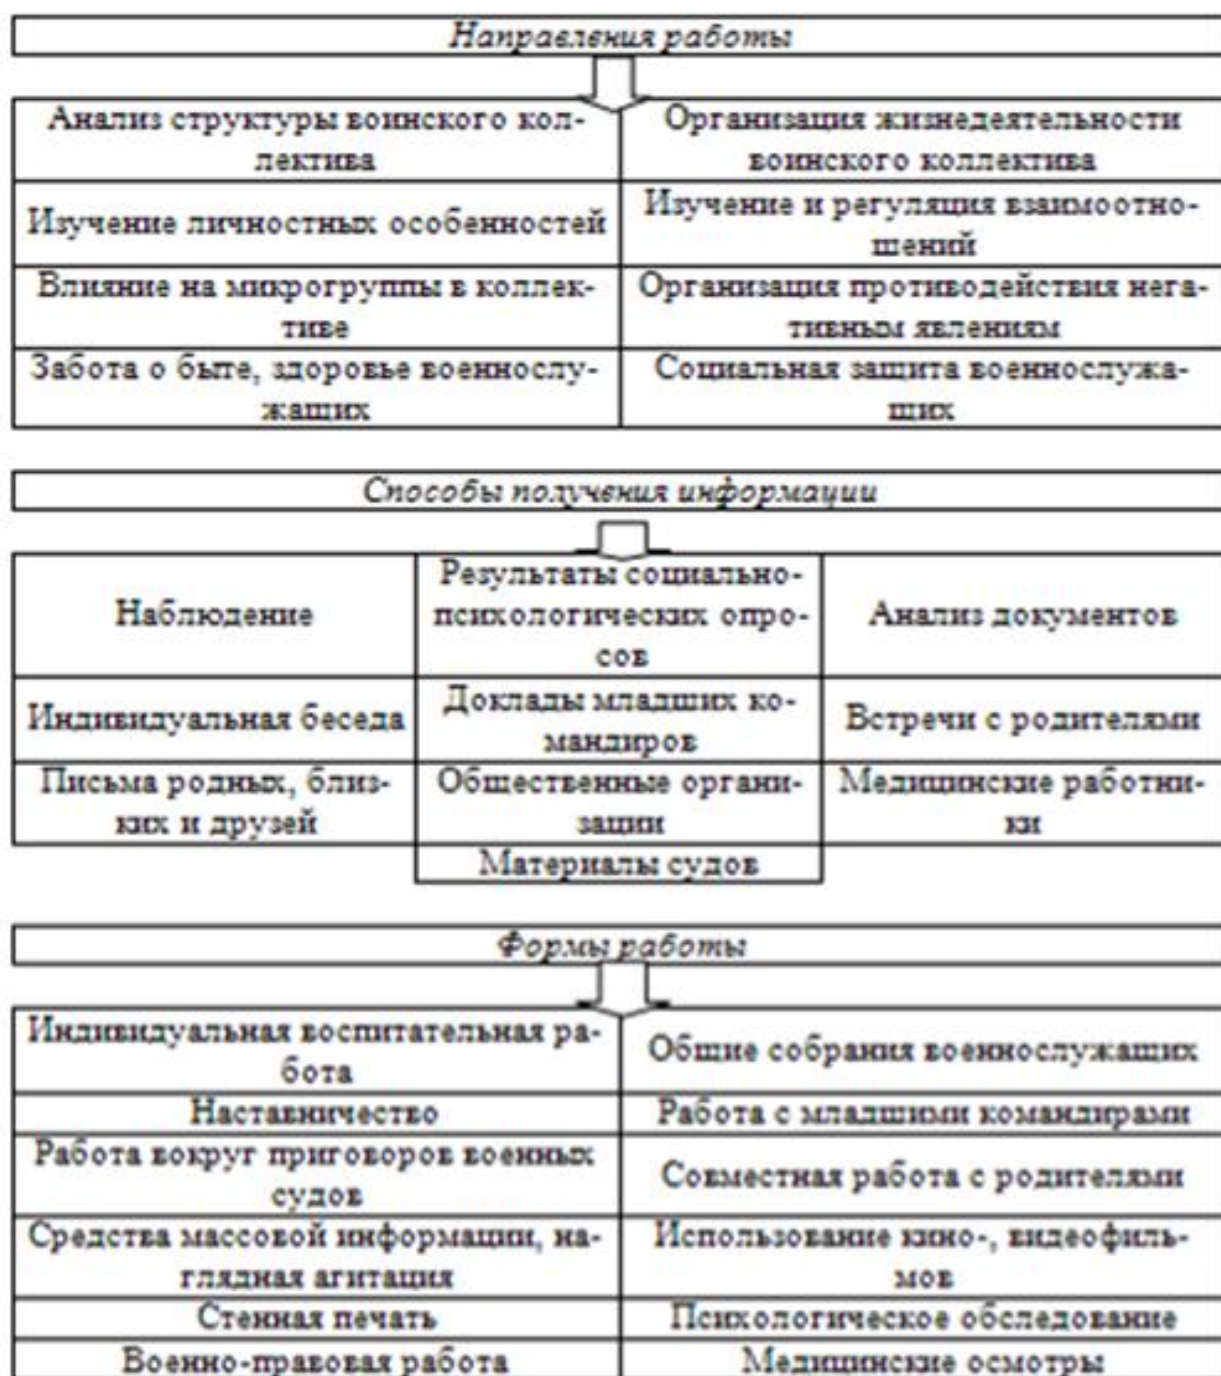 Направления работы
Анализ структуры воинского кол-
лектива
Организация жизнедеятельности
воинского коллектива
Изучение личностных особенностей
Изучение и регуляция взаимоотно-
шений
Влияние на микрогруппы в коллек-
тиве
Организация противодействия нега-
тивным явлениям
Забота о быте, здоровье военнослу-
жащих
Социальная защита военнослужа-
щих
Способы получения информации
Наблюдение
Результаты социально-
психологических опро-
сов
Анализ документов
Индивидуальная беседа
Доклады младших ко-
мандиров
Встречи с родителями
Письма родных, близ-
ких и друзей
Общественные органи-
зации
Медицинские работни-
ки
Материалы судов
Формы работы
Индивидуальная воспитательная ра-
бота
Общие собрания военнослужащих
Наставничество
Работа с младшими командирами
Работа вокруг приговоров военных
судов
Совместная работа с родителями
Средства массовой информации, на-
глядная агитация
Использование кино-, видеофиль-
мов
Стенная печать
Психологическое обследование
Военно-правовая работа
Медицинские осмотры